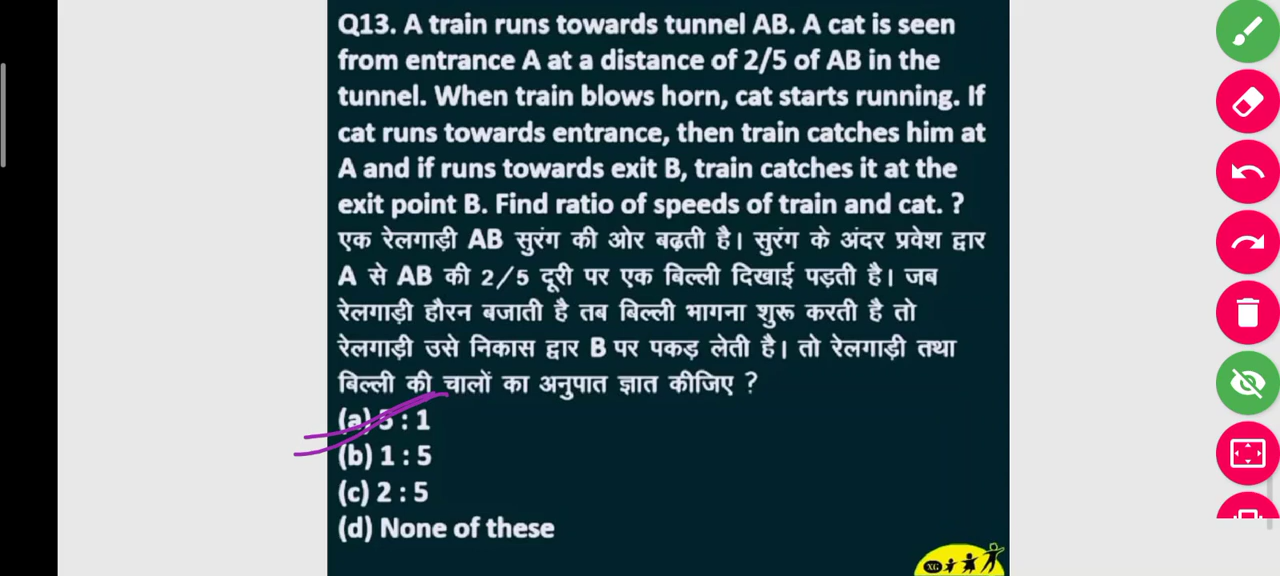 Q13. A train runs towards tunnel AB. A cat is seen
from entrance A at a distance of 2/5 of AB in the
tunnel. When train blows horn, cat starts running. If
cat runs towards entrance, then train catches him at
A and if runs towards exit B, train catches it at the
exit point B. Find ratio of speeds of train and cat. ?
एक रेलगाड़ी AB सुरंग की ओर बढ़ती है। सुरंग के अंदर प्रवेश द्वार
A से AB की 2/5 दूरी पर एक बिल्ली दिखाई पड़ती है। जब
रेलगाड़ी हौरन बजाती है तब बिल्ली भागना शुरू करती है तो
रेलगाड़ी उसे निकास द्वार B पर पकड़ लेती है। तो रेलगाड़ी तथा
बिल्ली की चालों का अनुपात ज्ञात कीजिए ?
(a) 5 : 1
(b) 1 : 5
(c) 2 : 5
(d) None of these
XG